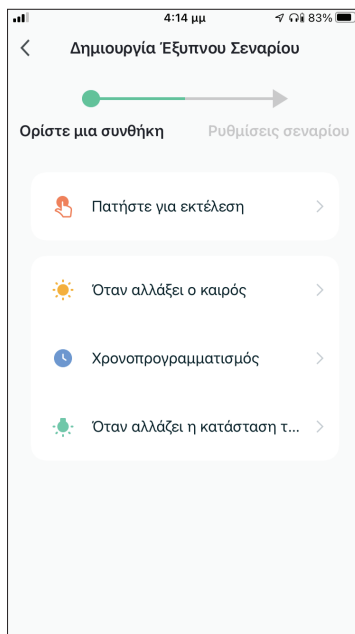 4:14 μμ 83%
Δημιουργία Έξυπνου Σεναρίου
Ορίστε μια συνθήκη Ρυθμίσεις σεναρίου
Πατήστε για εκτέλεση
Όταν αλλάξει ο καιρός
Χρονοπρογραμματισμός
Όταν αλλάζει η κατάσταση τ...